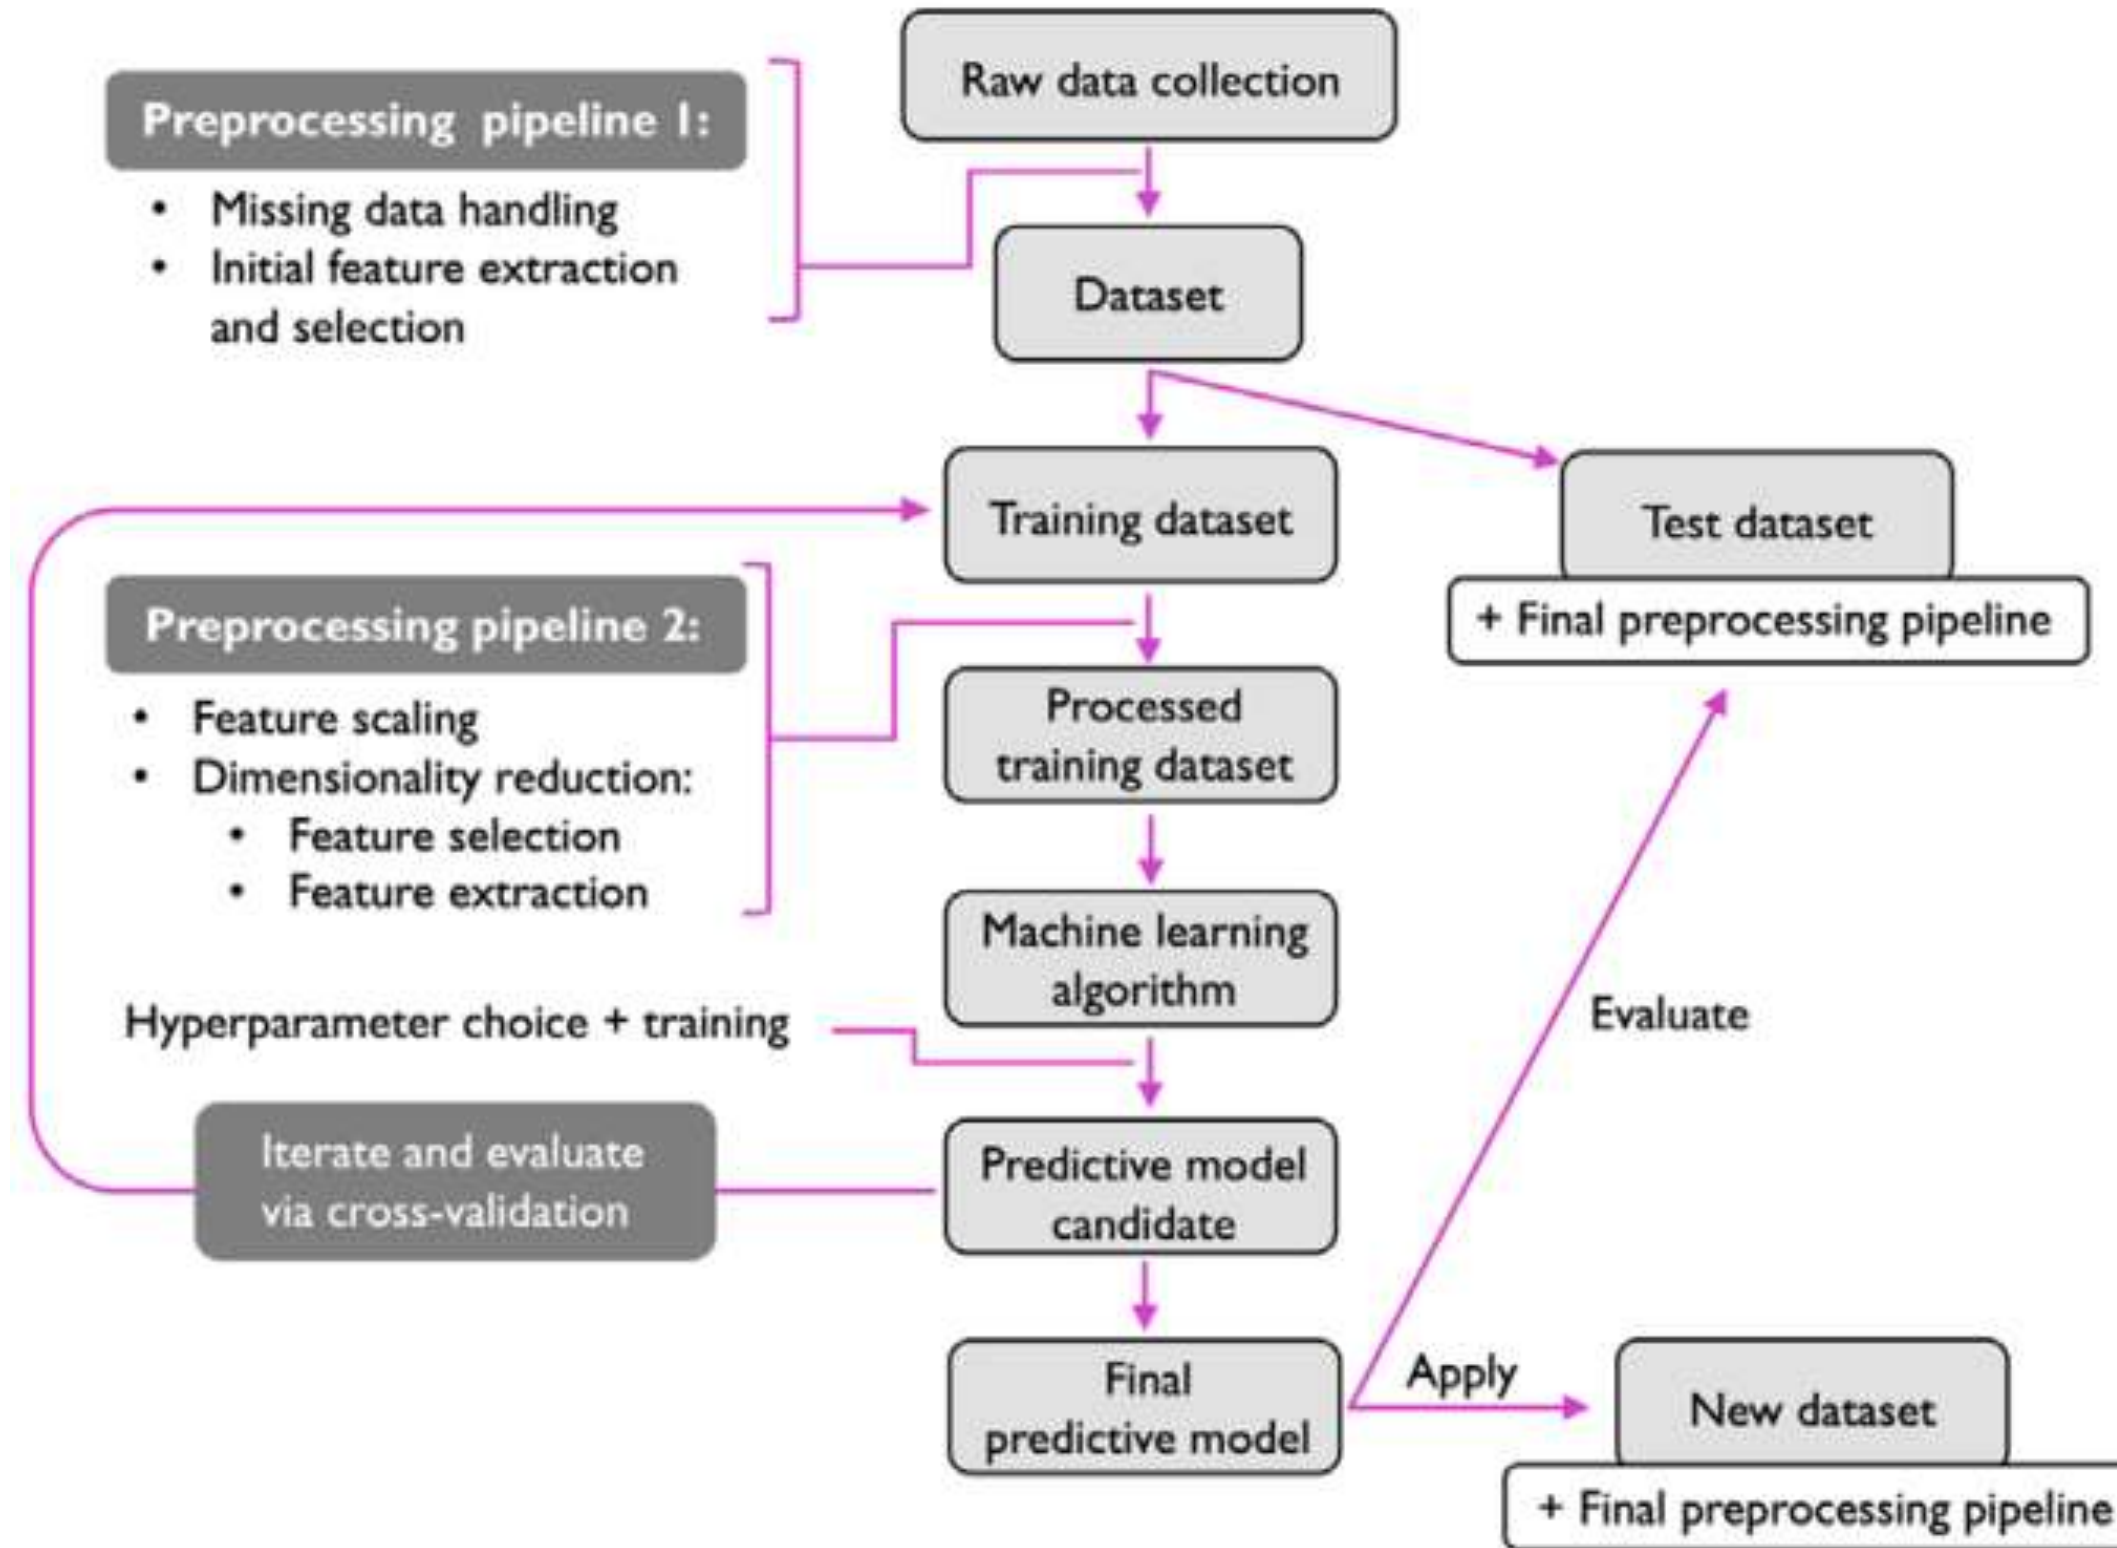 Raw data collection
Preprocessing pipeline 1:
• Missing data handling
• Initial feature extraction
and selection
Dataset
Training dataset
Test dataset
+ Final preprocessing pipeline
Preprocessing pipeline 2:
• Feature scaling
• Dimensionality reduction:
• Feature selection
• Feature extraction
Processed
training dataset
Machine learning
algorithm
Hyperparameter choice + training
Evaluate
Iterate and evaluate
via cross-validation
Predictive model
candidate
Final
predictive model
Apply
New dataset
+ Final preprocessing pipeline